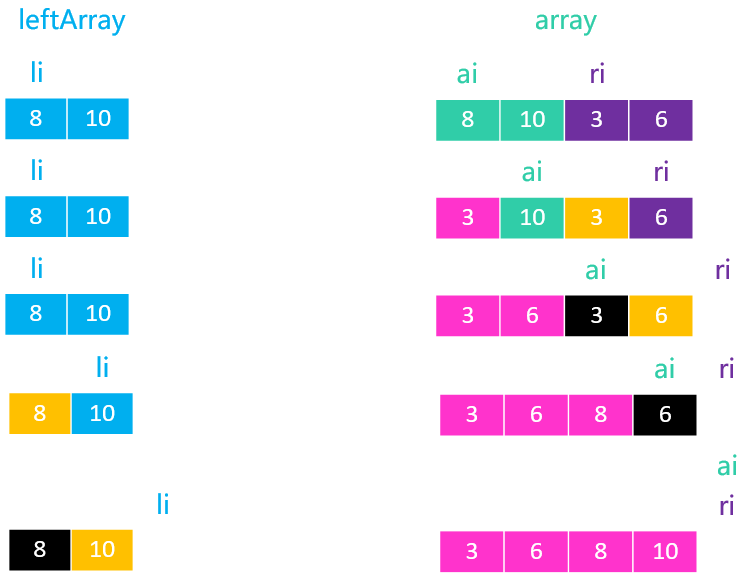 leftArray array
li ai ri
8 10 8 10 3 6
li ai ri
8 10 3 10 3 6
li ai ri
8 10 3 6 3 6
li ai ri
8 10 3 6 8 6
ai
li ri
8 10 3 6 8 10